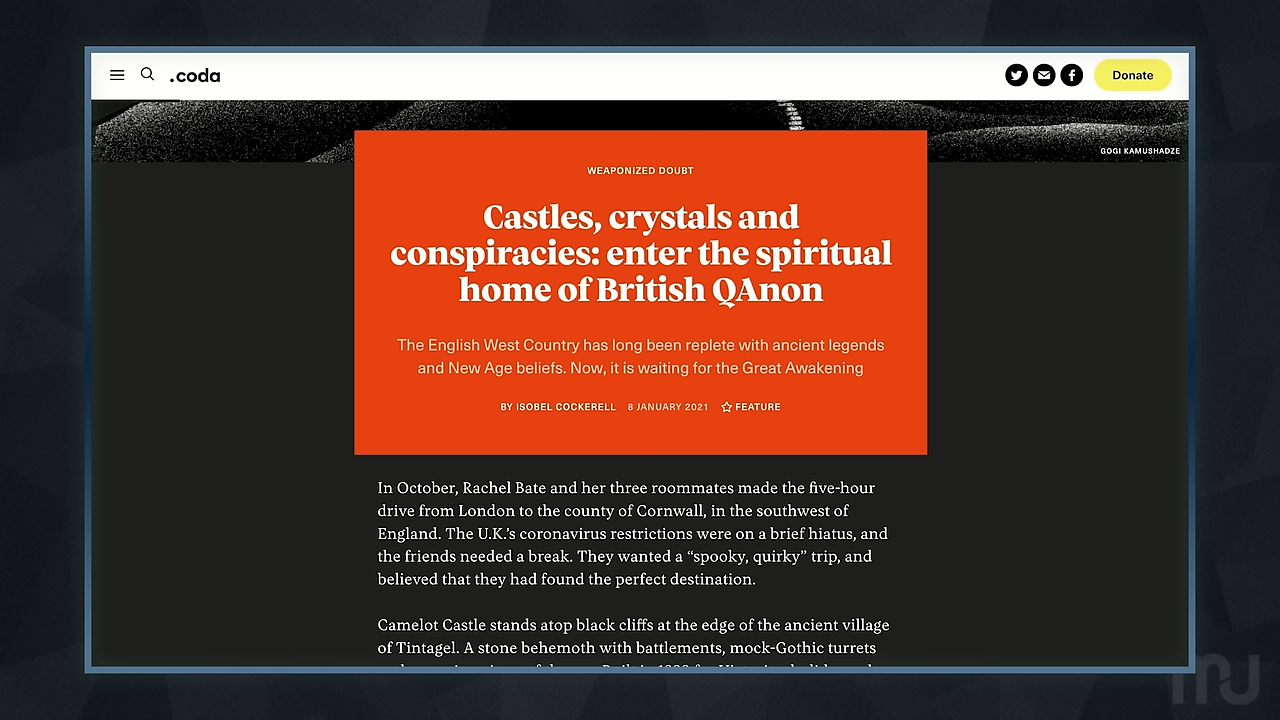 .coda
Donate
GOGI KAMUSHADZE
WEAPONIZED DOUBT
Castles, crystals and
conspiracies: enter the spiritual
home of British QAnon
The English West Country has long been replete with ancient legends
and New Age beliefs. Now, it is waiting for the Great Awakening
BY ISOBEL COCKERELL 8 JANUARY 2021 FEATURE
In October, Rachel Bate and her three roommates made the five-hour
drive from London to the county of Cornwall, in the southwest of
England. The U.K.’s coronavirus restrictions were on a brief hiatus, and
the friends needed a break. They wanted a “spooky, quirky” trip, and
believed that they had found the perfect destination.
Camelot Castle stands atop black cliffs at the edge of the ancient village
of Tintagel. A stone behemoth with battlements, mock-Gothic turrets
mu